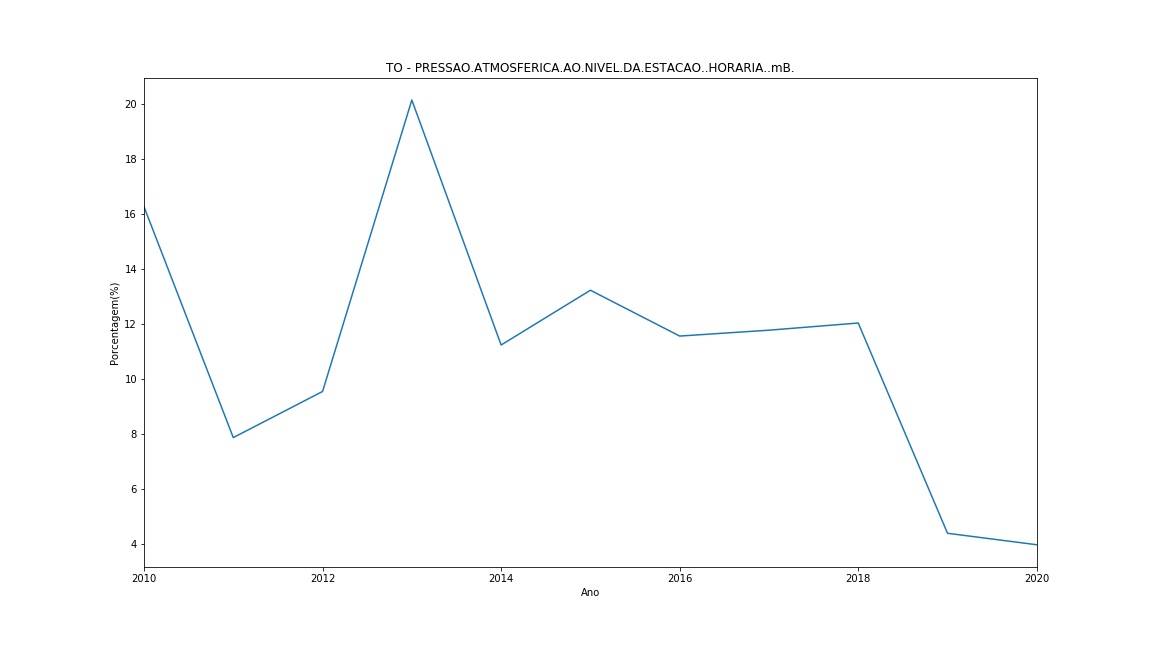 TO - PRESSAO.ATMOSFERICA.AO.NIVEL.DA.ESTACAO..HORARIA..mB.
20
18
16
14
12
10
8
6
4
Porcentagem(%)
2010 2012 2014 2016 2018 2020
Ano